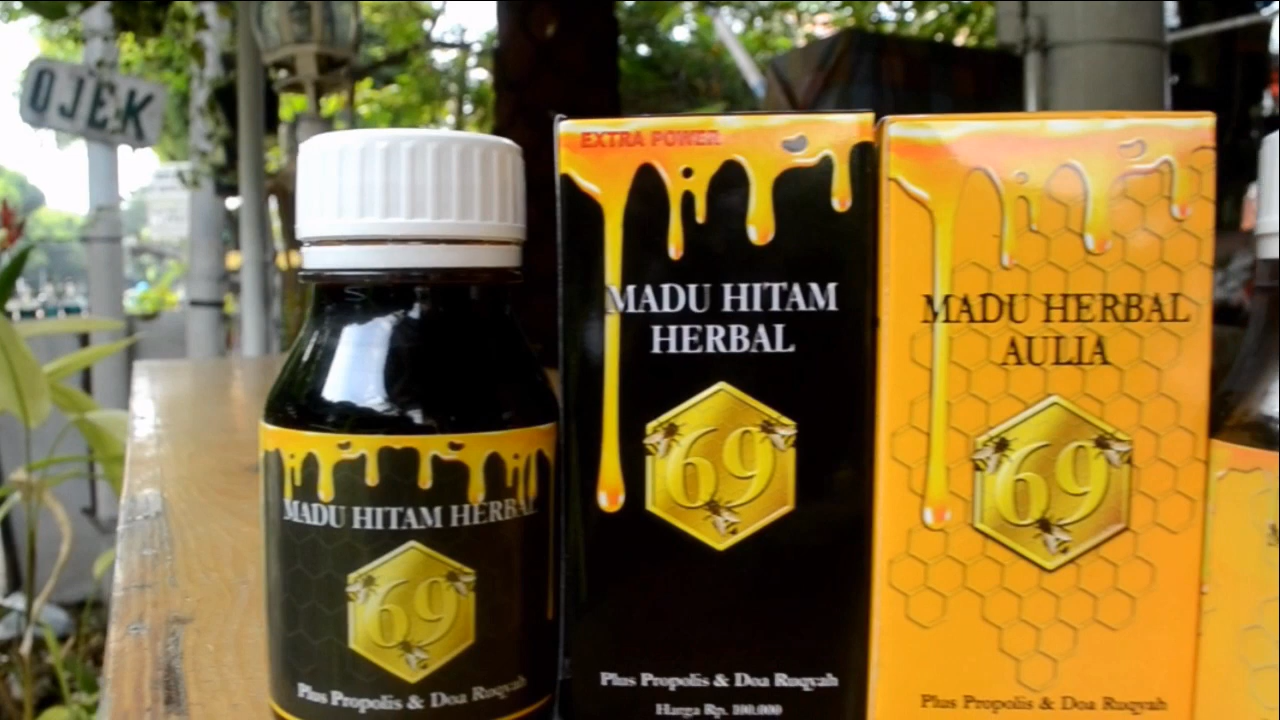 OJEK
MADU HITAM HERBAL
69
Plus Propolis & Doa Ruqyah
EXTRA POWER
MADU HITAM
HERBAL
69
Plus Propolis & Doa Ruqyah
Harga Rp. 100.000
MADU HERBAL
AULIA
69
Plus Propolis & Doa Ruqyah